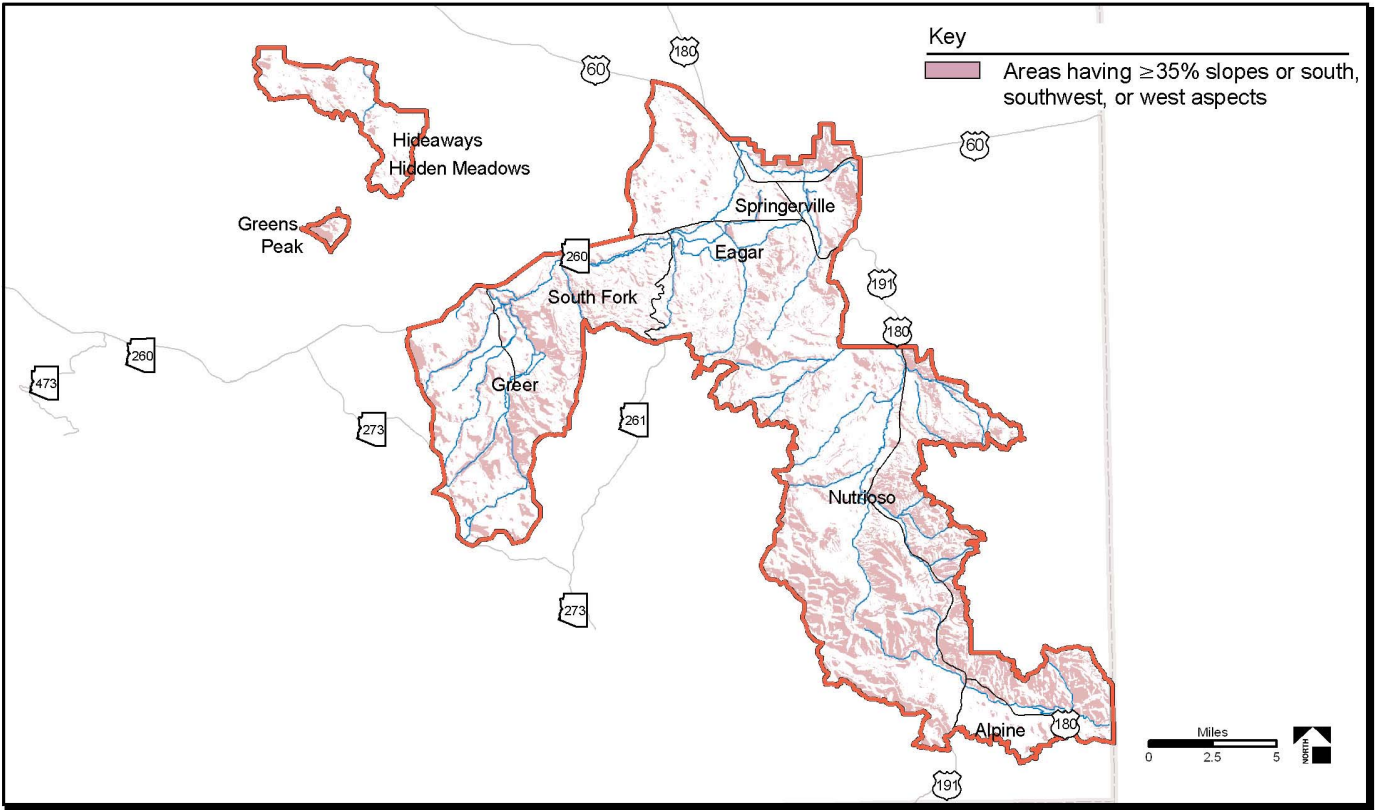 Key
Areas having ≥35% slopes or south,
southwest, or west aspects
60
180
60
Hideaways
Hidden Meadows
Springerville
Greens
Peak
260
Eagar
191
South Fork
180
260
473
Greer
261
273
Nutrioso
273
Alpine
180
191
Miles
0
2.5
5
NORTH